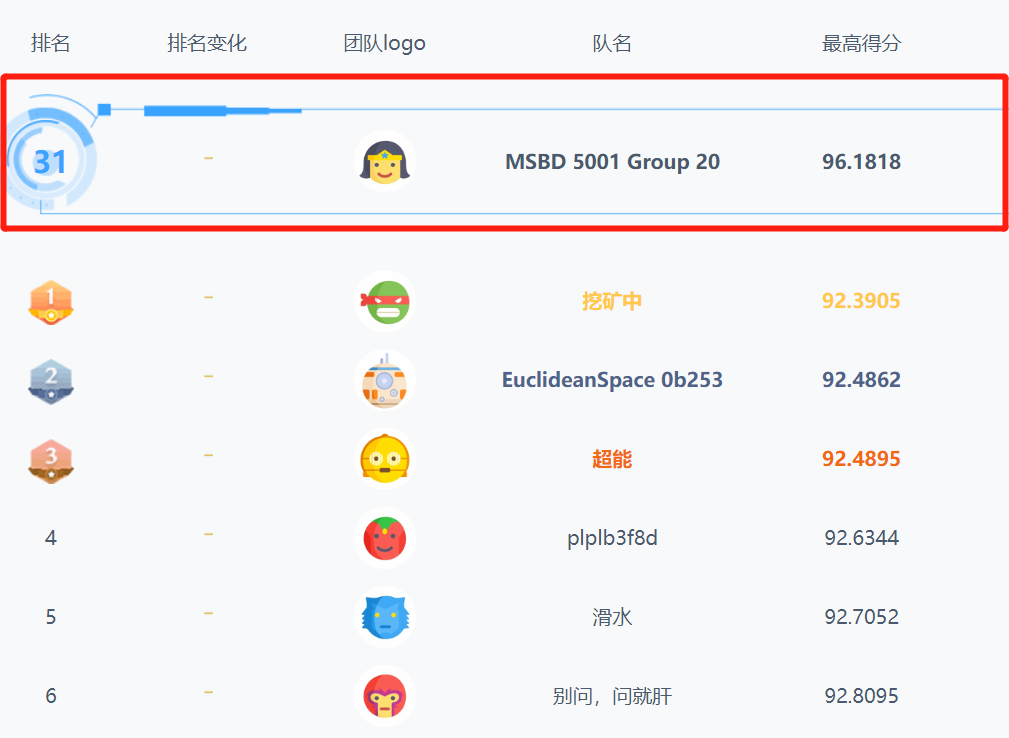 排名 排名变化 团队logo 队名 最高得分
31 - MSBD 5001 Group 20 96.1818
1 - 挖矿中 92.3905
2 - EuclideanSpace 0b253 92.4862
3 - 超能 92.4895
4 - plplb3f8d 92.6344
5 - 滑水 92.7052
6 - 别问，问就肝 92.8095